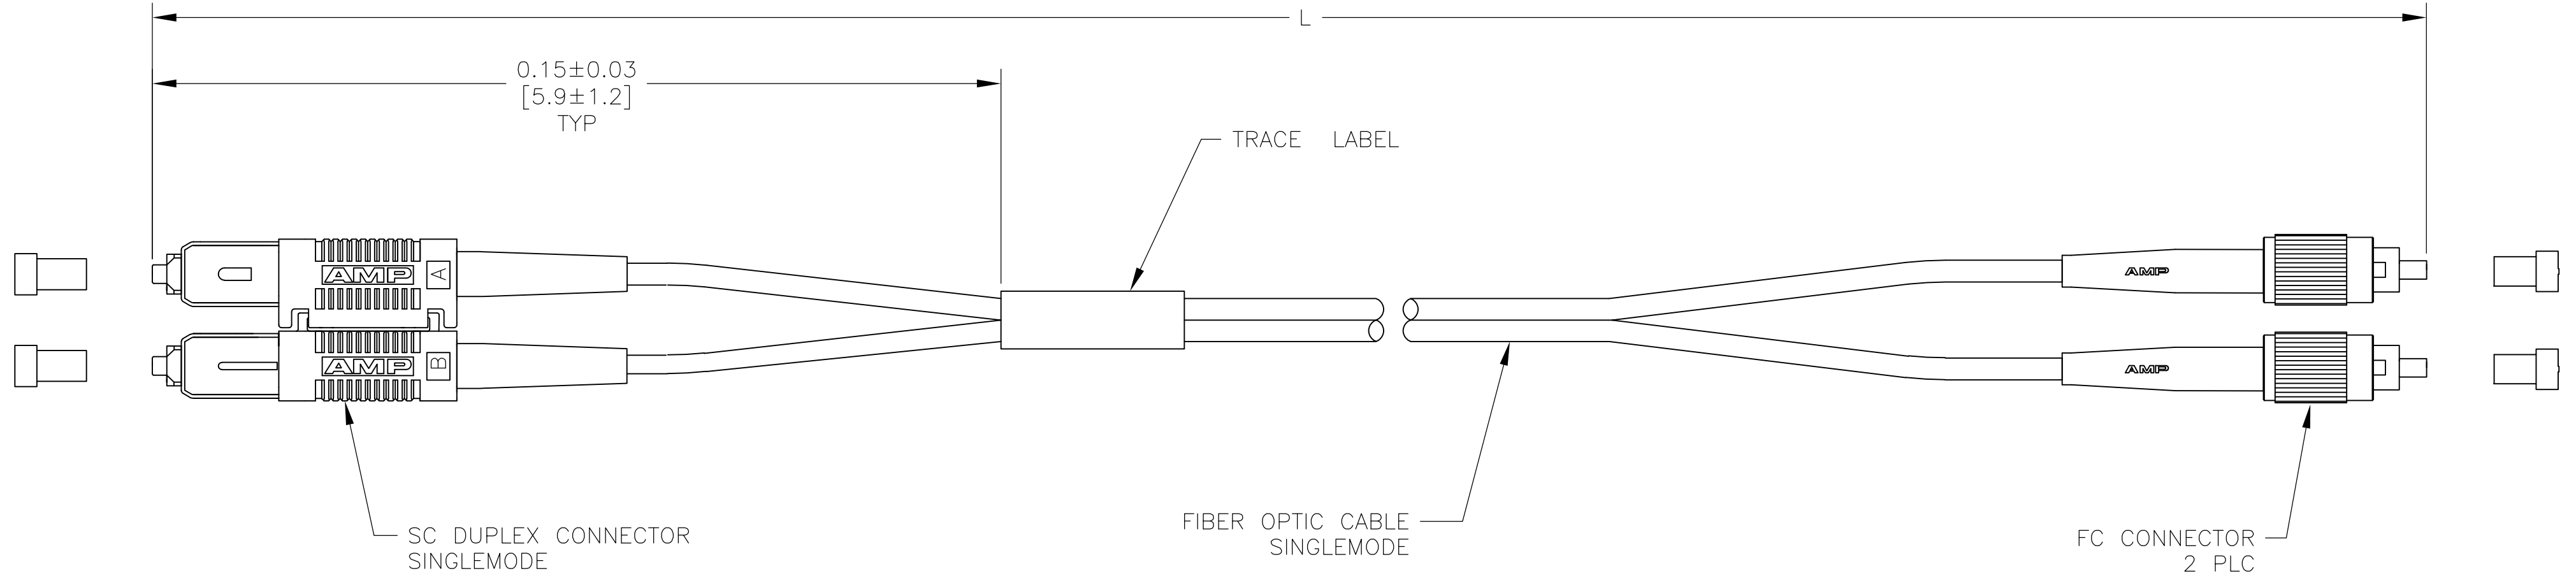 L
0.15±0.03
[5.9±1.2]
TYP
TRACE LABEL
AMP
A
AMP
B
AMP
AMP
SC DUPLEX CONNECTOR
SINGLEMODE
FIBER OPTIC CABLE
SINGLEMODE
FC CONNECTOR
2 PLC